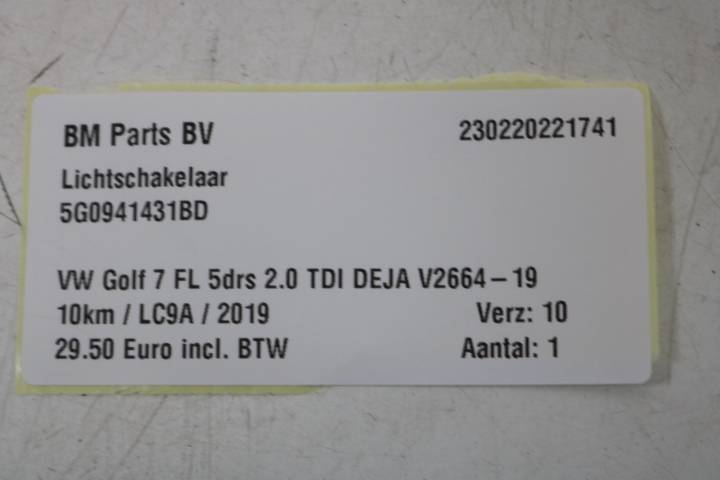 BM Parts BV 230220221741
Lichtschakelaar
5G0941431BD
VW Golf 7 FL 5drs 2.0 TDI DEJA V2664-19
10km / LC9A / 2019 Verz: 10
29.50 Euro incl. BTW Aantal: 1